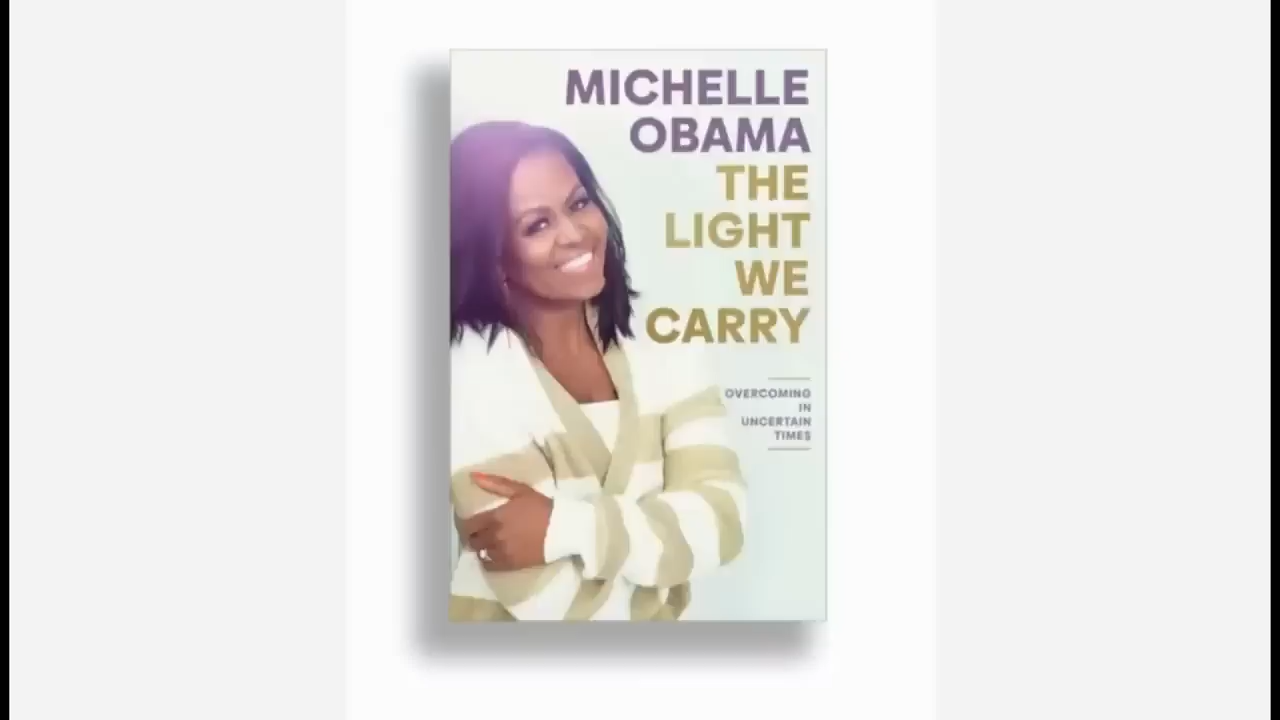 MICHELLE
OBAMA
THE
LIGHT
WE
CARRY
OVERCOMING
IN
UNCERTAIN
TIMES